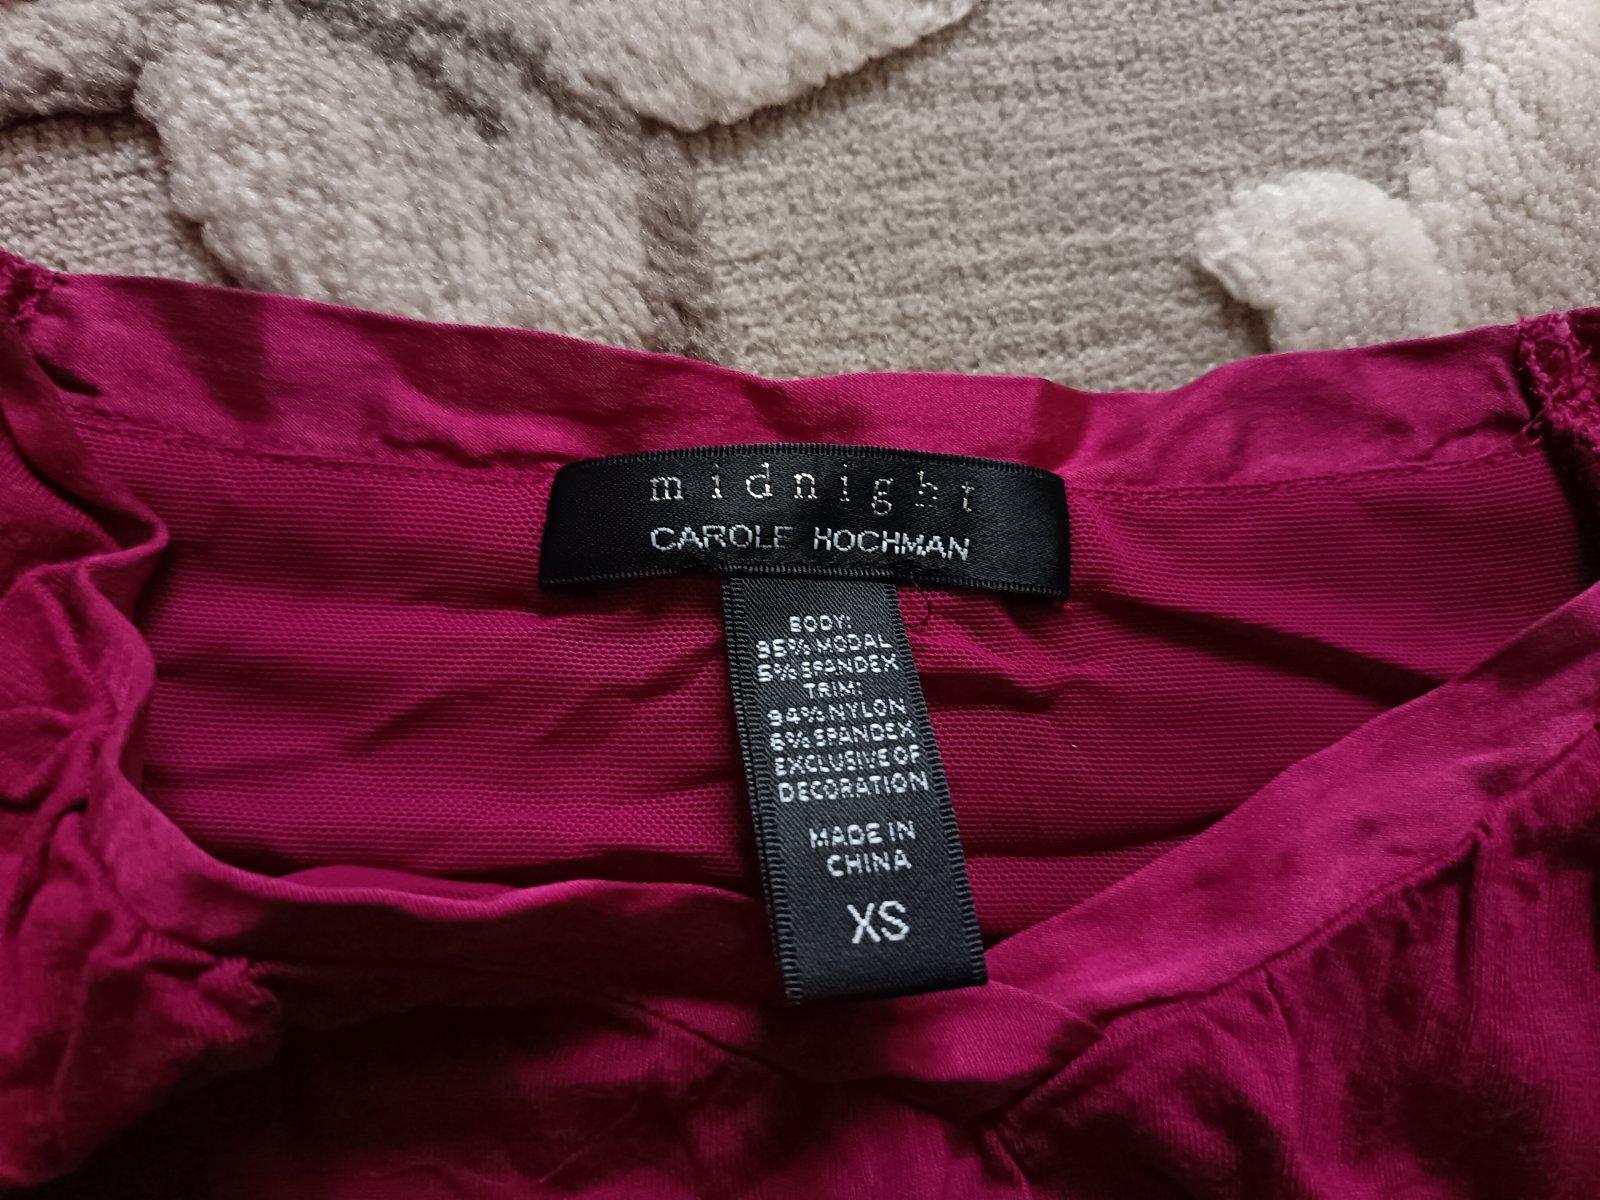 midnight
CAROLE HOCHMAN
BODY:
95% MODAL
5% SPANDEX
TRIM:
94% NYLON
6% SPANDEX
EXCLUSIVE OF
DECORATION
MADE IN
CHINA
XS